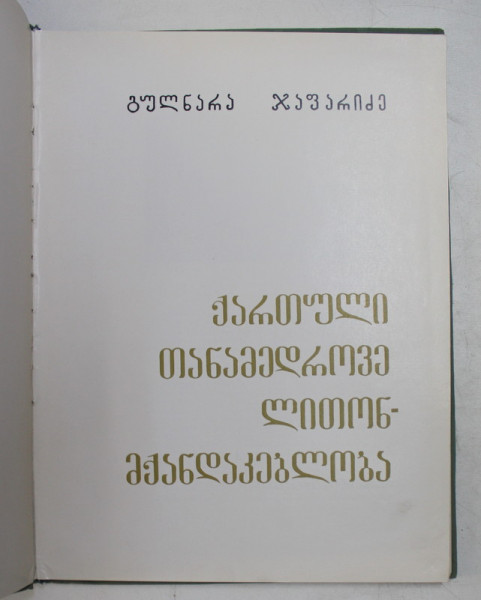 გულნარა ჯაფარიძე
ქართული
თანამედროვე
ლითონ-
მქანდაკებლობა